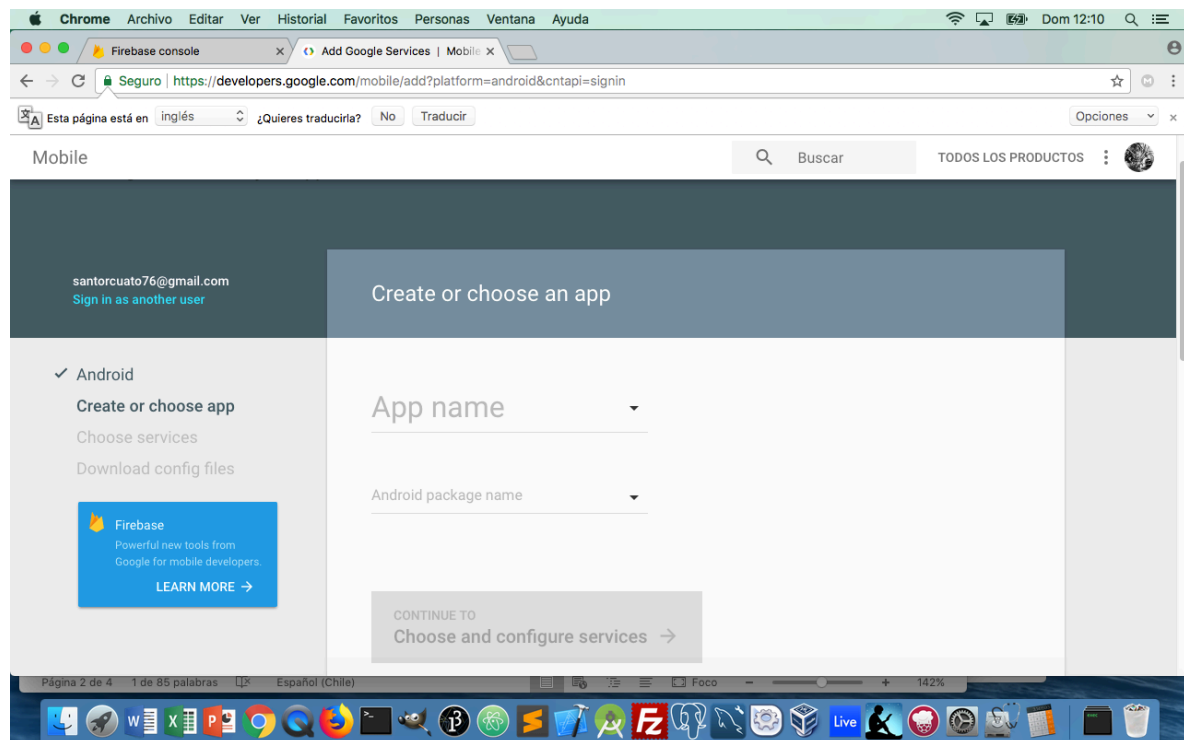 Chrome Archivo Editar Ver Historial Favoritos Personas Ventana Ayuda Dom 12:10
Firebase console Add Google Services | Mobile
Seguro https://developers.google.com/mobile/add?platform=android&cntapi=signin
Esta página está en inglés ¿Quieres traducirla? No Traducir Opciones
Mobile Buscar TODOS LOS PRODUCTOS
santorcuato76@gmail.com
Sign in as another user
Create or choose an app
Android
Create or choose app
Choose services
Download config files
Firebase
Powerful new tools from
Google for mobile developers.
LEARN MORE
App name
Android package name
CONTINUE TO
Choose and configure services
Página 2 de 4 1 de 85 palabras Español (Chile) Foco 142%
Live